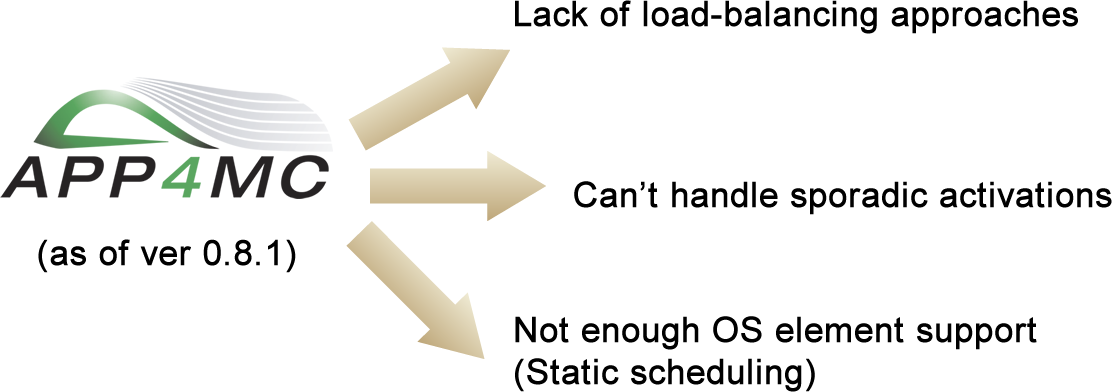 Lack of load-balancing approaches
APP4MC
Can’t handle sporadic activations
(as of ver 0.8.1)
Not enough OS element support
(Static scheduling)